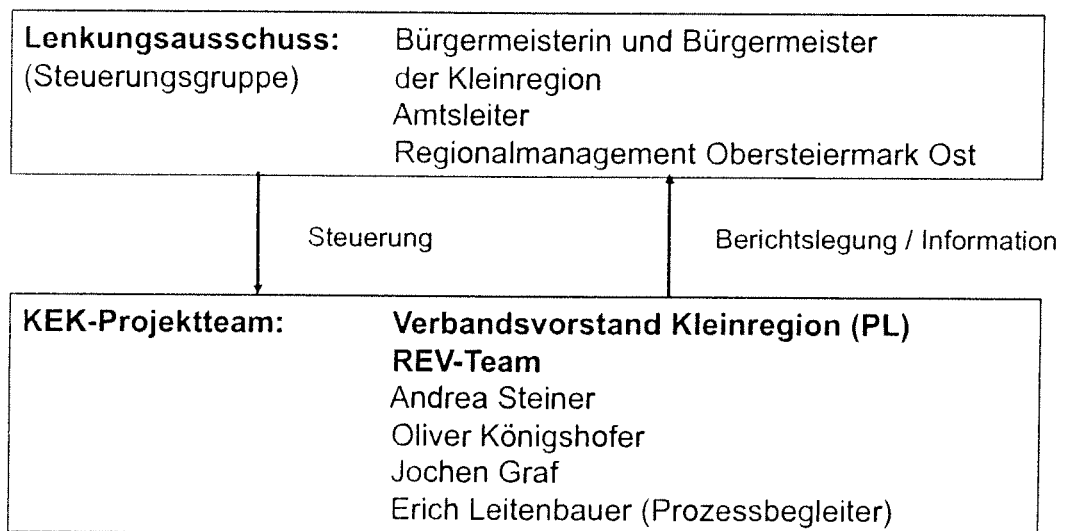 Lenkungsausschuss: Bürgermeisterin und Bürgermeister
(Steuerungsgruppe) der Kleinregion
Amtsleiter
Regionalmanagement Obersteiermark Ost
Steuerung Berichtslegung / Information
KEK-Projektteam: Verbandsvorstand Kleinregion (PL)
REV-Team
Andrea Steiner
Oliver Königshofer
Jochen Graf
Erich Leitenbauer (Prozessbegleiter)